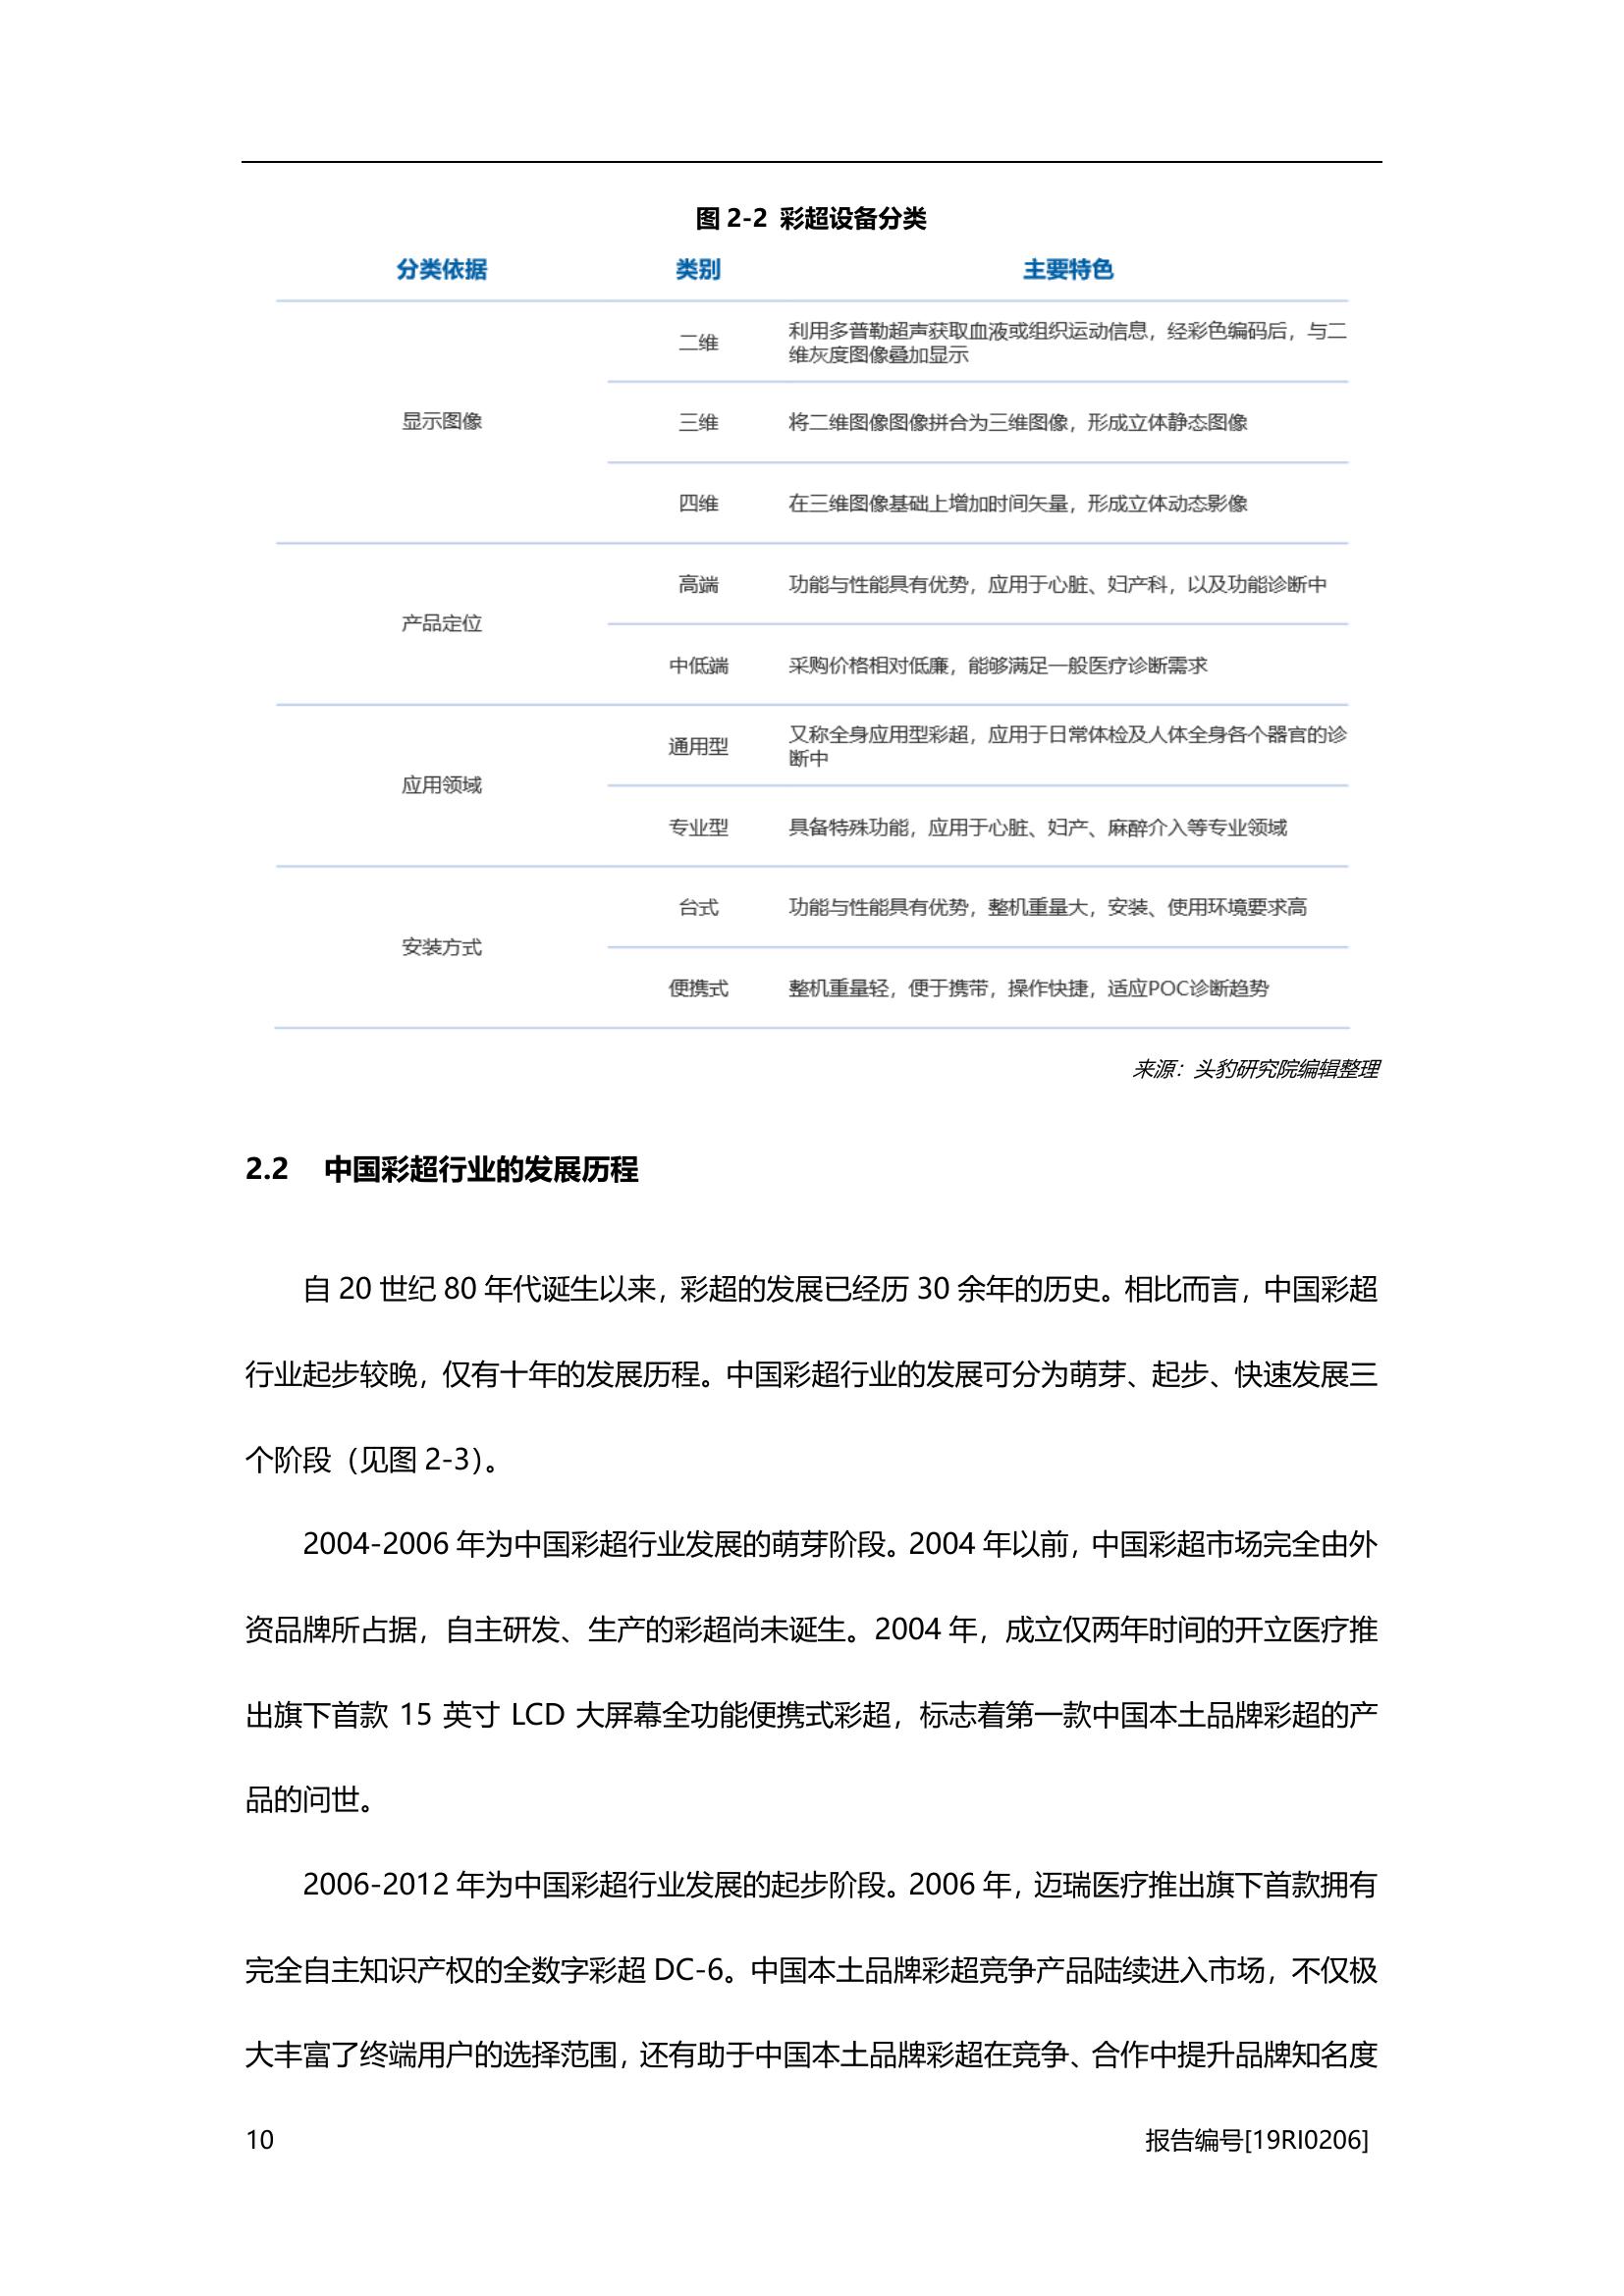 图 2-2 彩超设备分类
分类依据 类别 主要特色
二维 利用多普勒超声获取血液或组织运动信息，经彩色编码后，与二
维灰度图像叠加显示
显示图像 三维 将二维图像图像拼合为三维图像，形成立体静态图像
四维 在三维图像基础上增加时间矢量，形成立体动态影像
高端 功能与性能具有优势，应用于心脏、妇产科，以及功能诊断中
产品定位
中低端 采购价格相对低廉，能够满足一般医疗诊断需求
通用型 又称全身应用型彩超，应用于日常体检及人体全身各个器官的诊
断中
应用领域
专业型 具备特殊功能，应用于心脏、妇产、麻醉介入等专业领域
台式 功能与性能具有优势，整机重量大，安装、使用环境要求高
安装方式
便携式 整机重量轻，便于携带，操作快捷，适应POC诊断趋势
来源：头豹研究院编辑整理
2.2 中国彩超行业的发展历程
自 20 世纪 80 年代诞生以来，彩超的发展已经历 30 余年的历史。相比而言，中国彩超
行业起步较晚，仅有十年的发展历程。中国彩超行业的发展可分为萌芽、起步、快速发展三
个阶段（见图 2-3）。
2004-2006 年为中国彩超行业发展的萌芽阶段。2004 年以前，中国彩超市场完全由外
资品牌所占据，自主研发、生产的彩超尚未诞生。2004 年，成立仅两年时间的开立医疗推
出旗下首款 15 英寸 LCD 大屏幕全功能便携式彩超，标志着第一款中国本土品牌彩超的产
品的问世。
2006-2012 年为中国彩超行业发展的起步阶段。2006 年，迈瑞医疗推出旗下首款拥有
完全自主知识产权的全数字彩超 DC-6。中国本土品牌彩超竞争产品陆续进入市场，不仅极
大丰富了终端用户的选择范围，还有助于中国本土品牌彩超在竞争、合作中提升品牌知名度
10 报告编号[19RI0206]